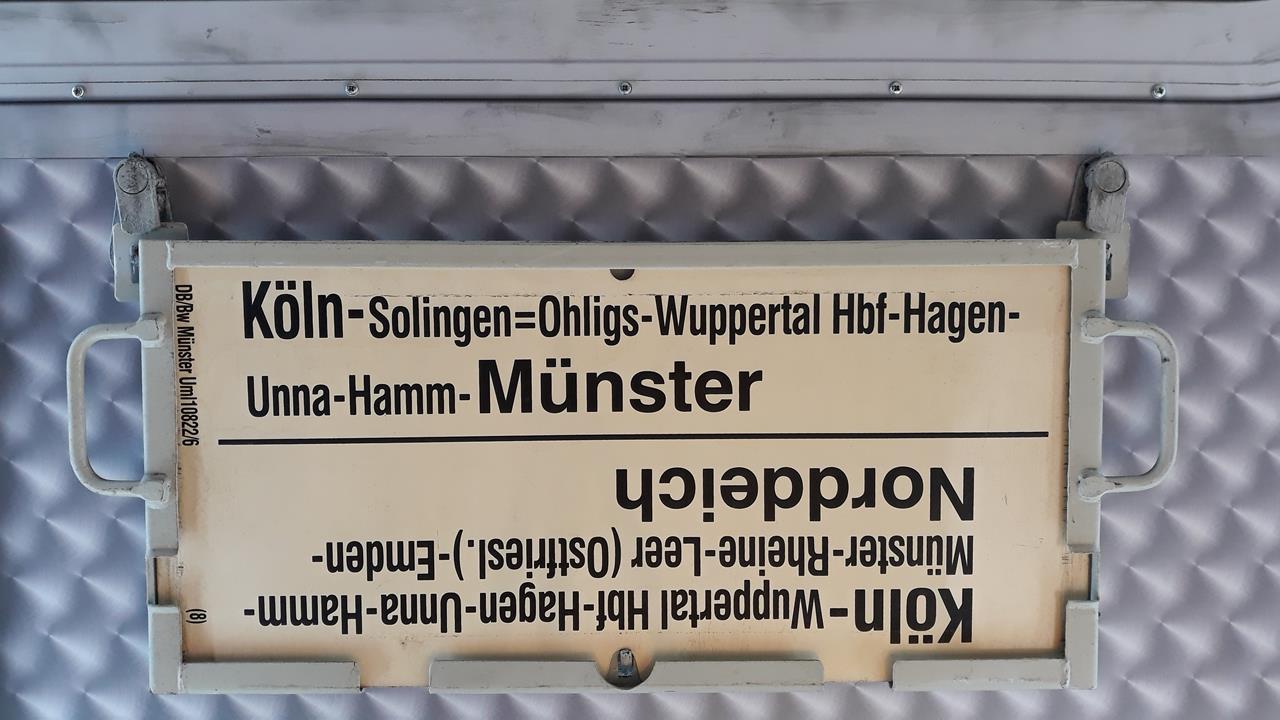 Köln-Solingen=Ohligs-Wuppertal Hbf-Hagen-
Unna-Hamm-Münster
Köln-Wuppertal Hbf-Hagen-Unna-Hamm-
Münster-Rheine-Leer (Ostfriesl.)-Emden-
Norddeich
DB/Bw Münster Uml10822/6
(8)